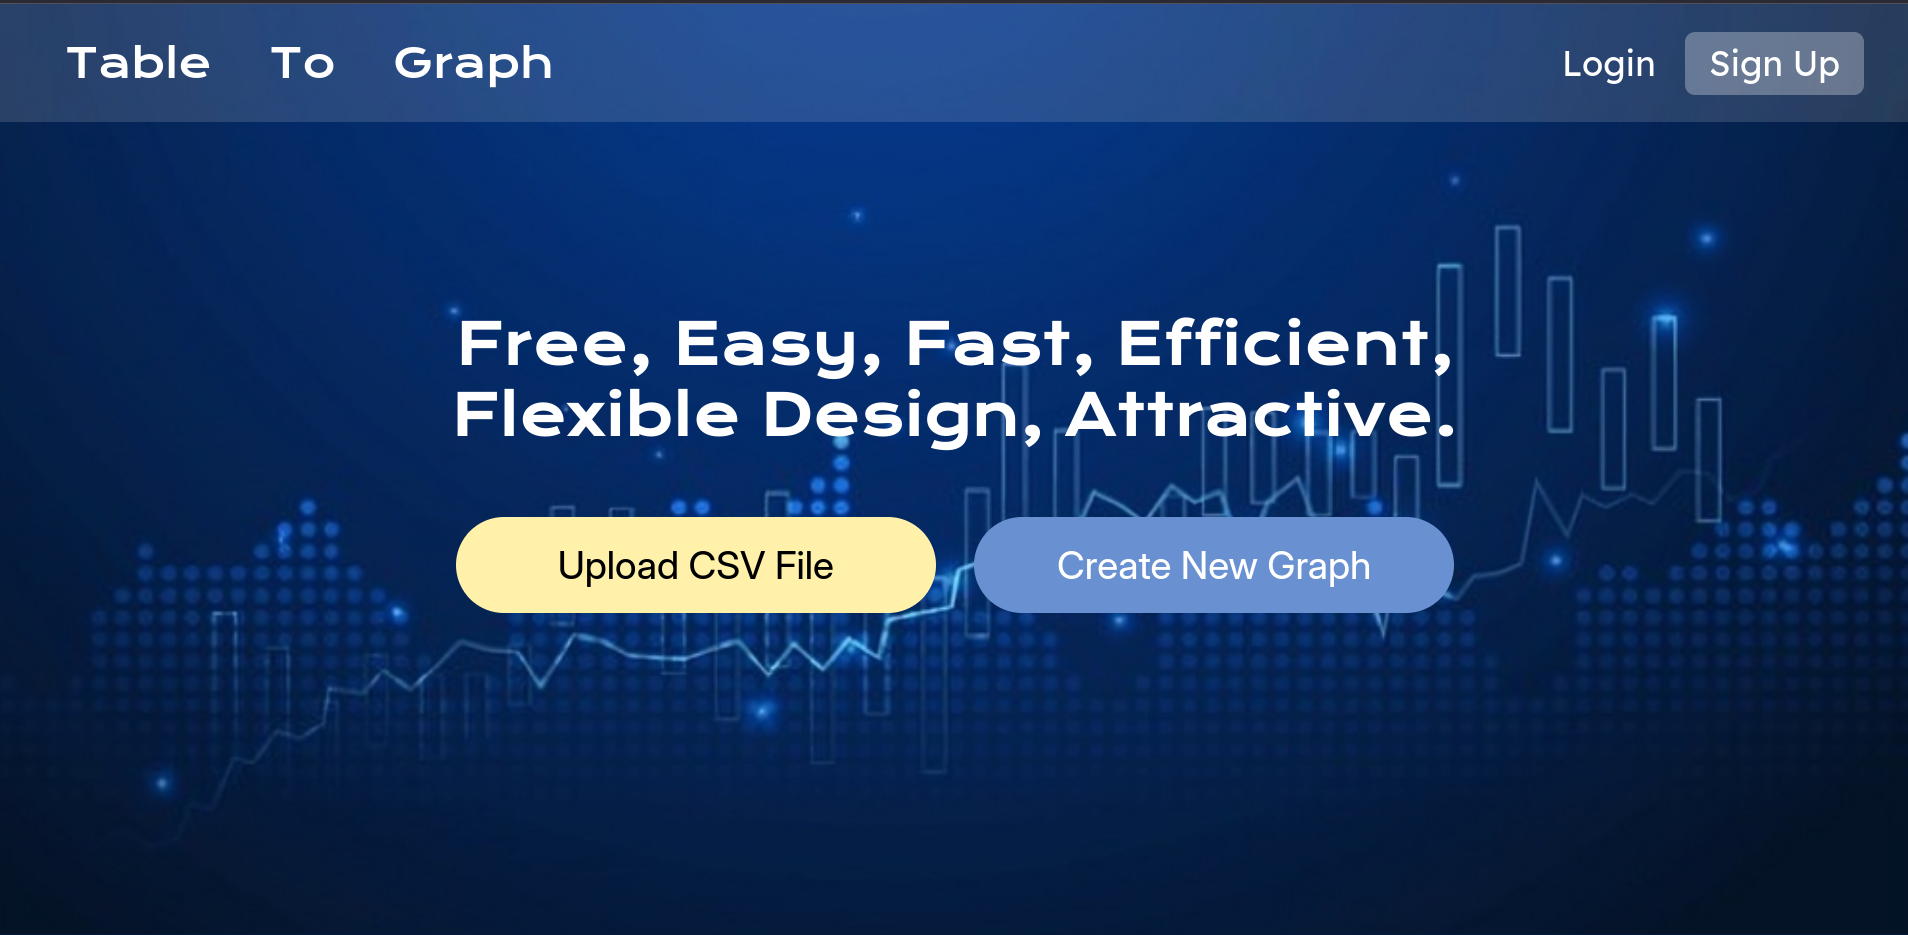 Table To Graph
Login
Sign Up
Free, Easy, Fast, Efficient,
Flexible Design, Attractive.
Upload CSV File
Create New Graph